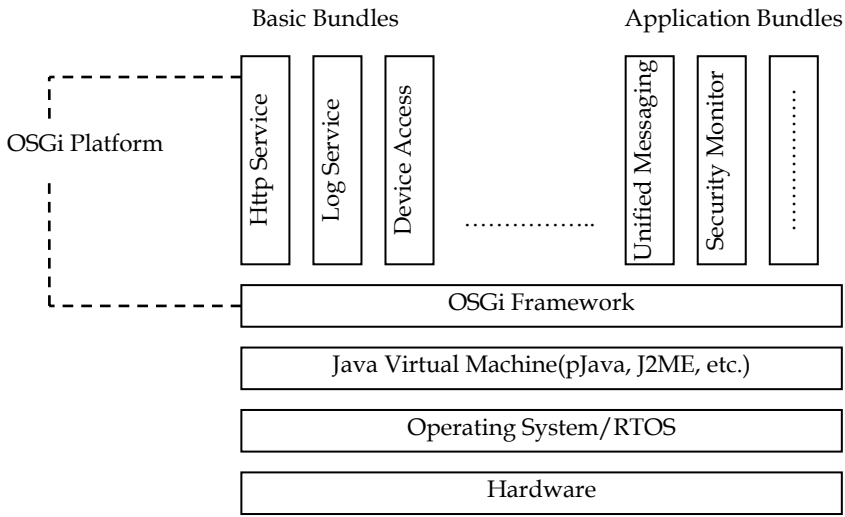 Basic Bundles
Application Bundles
OSGi Platform
Http Service
Log Service
Device Access
……………..
Unified Messaging
Security Monitor
………………
OSGi Framework
Java Virtual Machine(pJava, J2ME, etc.)
Operating System/RTOS
Hardware